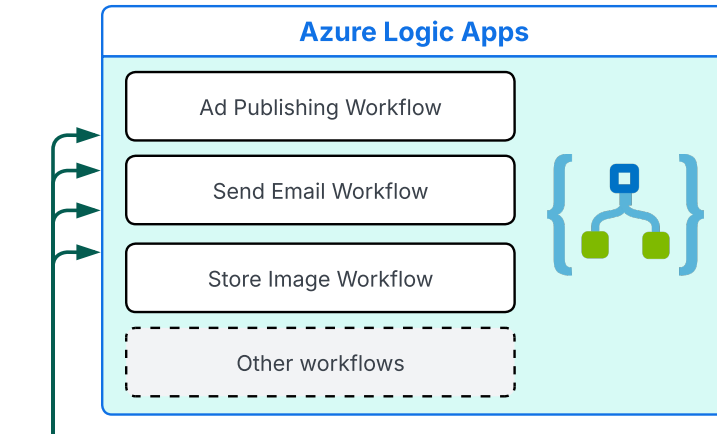 Azure Logic Apps
Ad Publishing Workflow
Send Email Workflow
Store Image Workflow
Other workflows